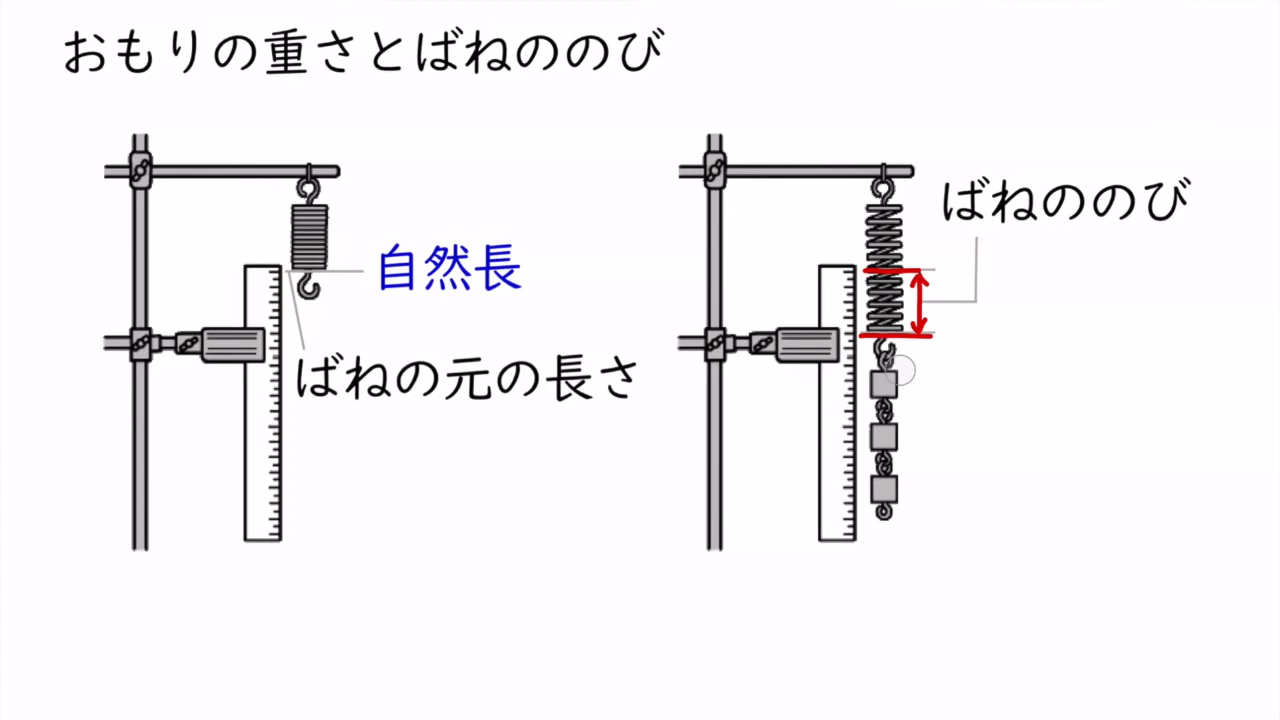 おもりの重さとばねののび
自然長
ばねの元の長さ
ばねののび